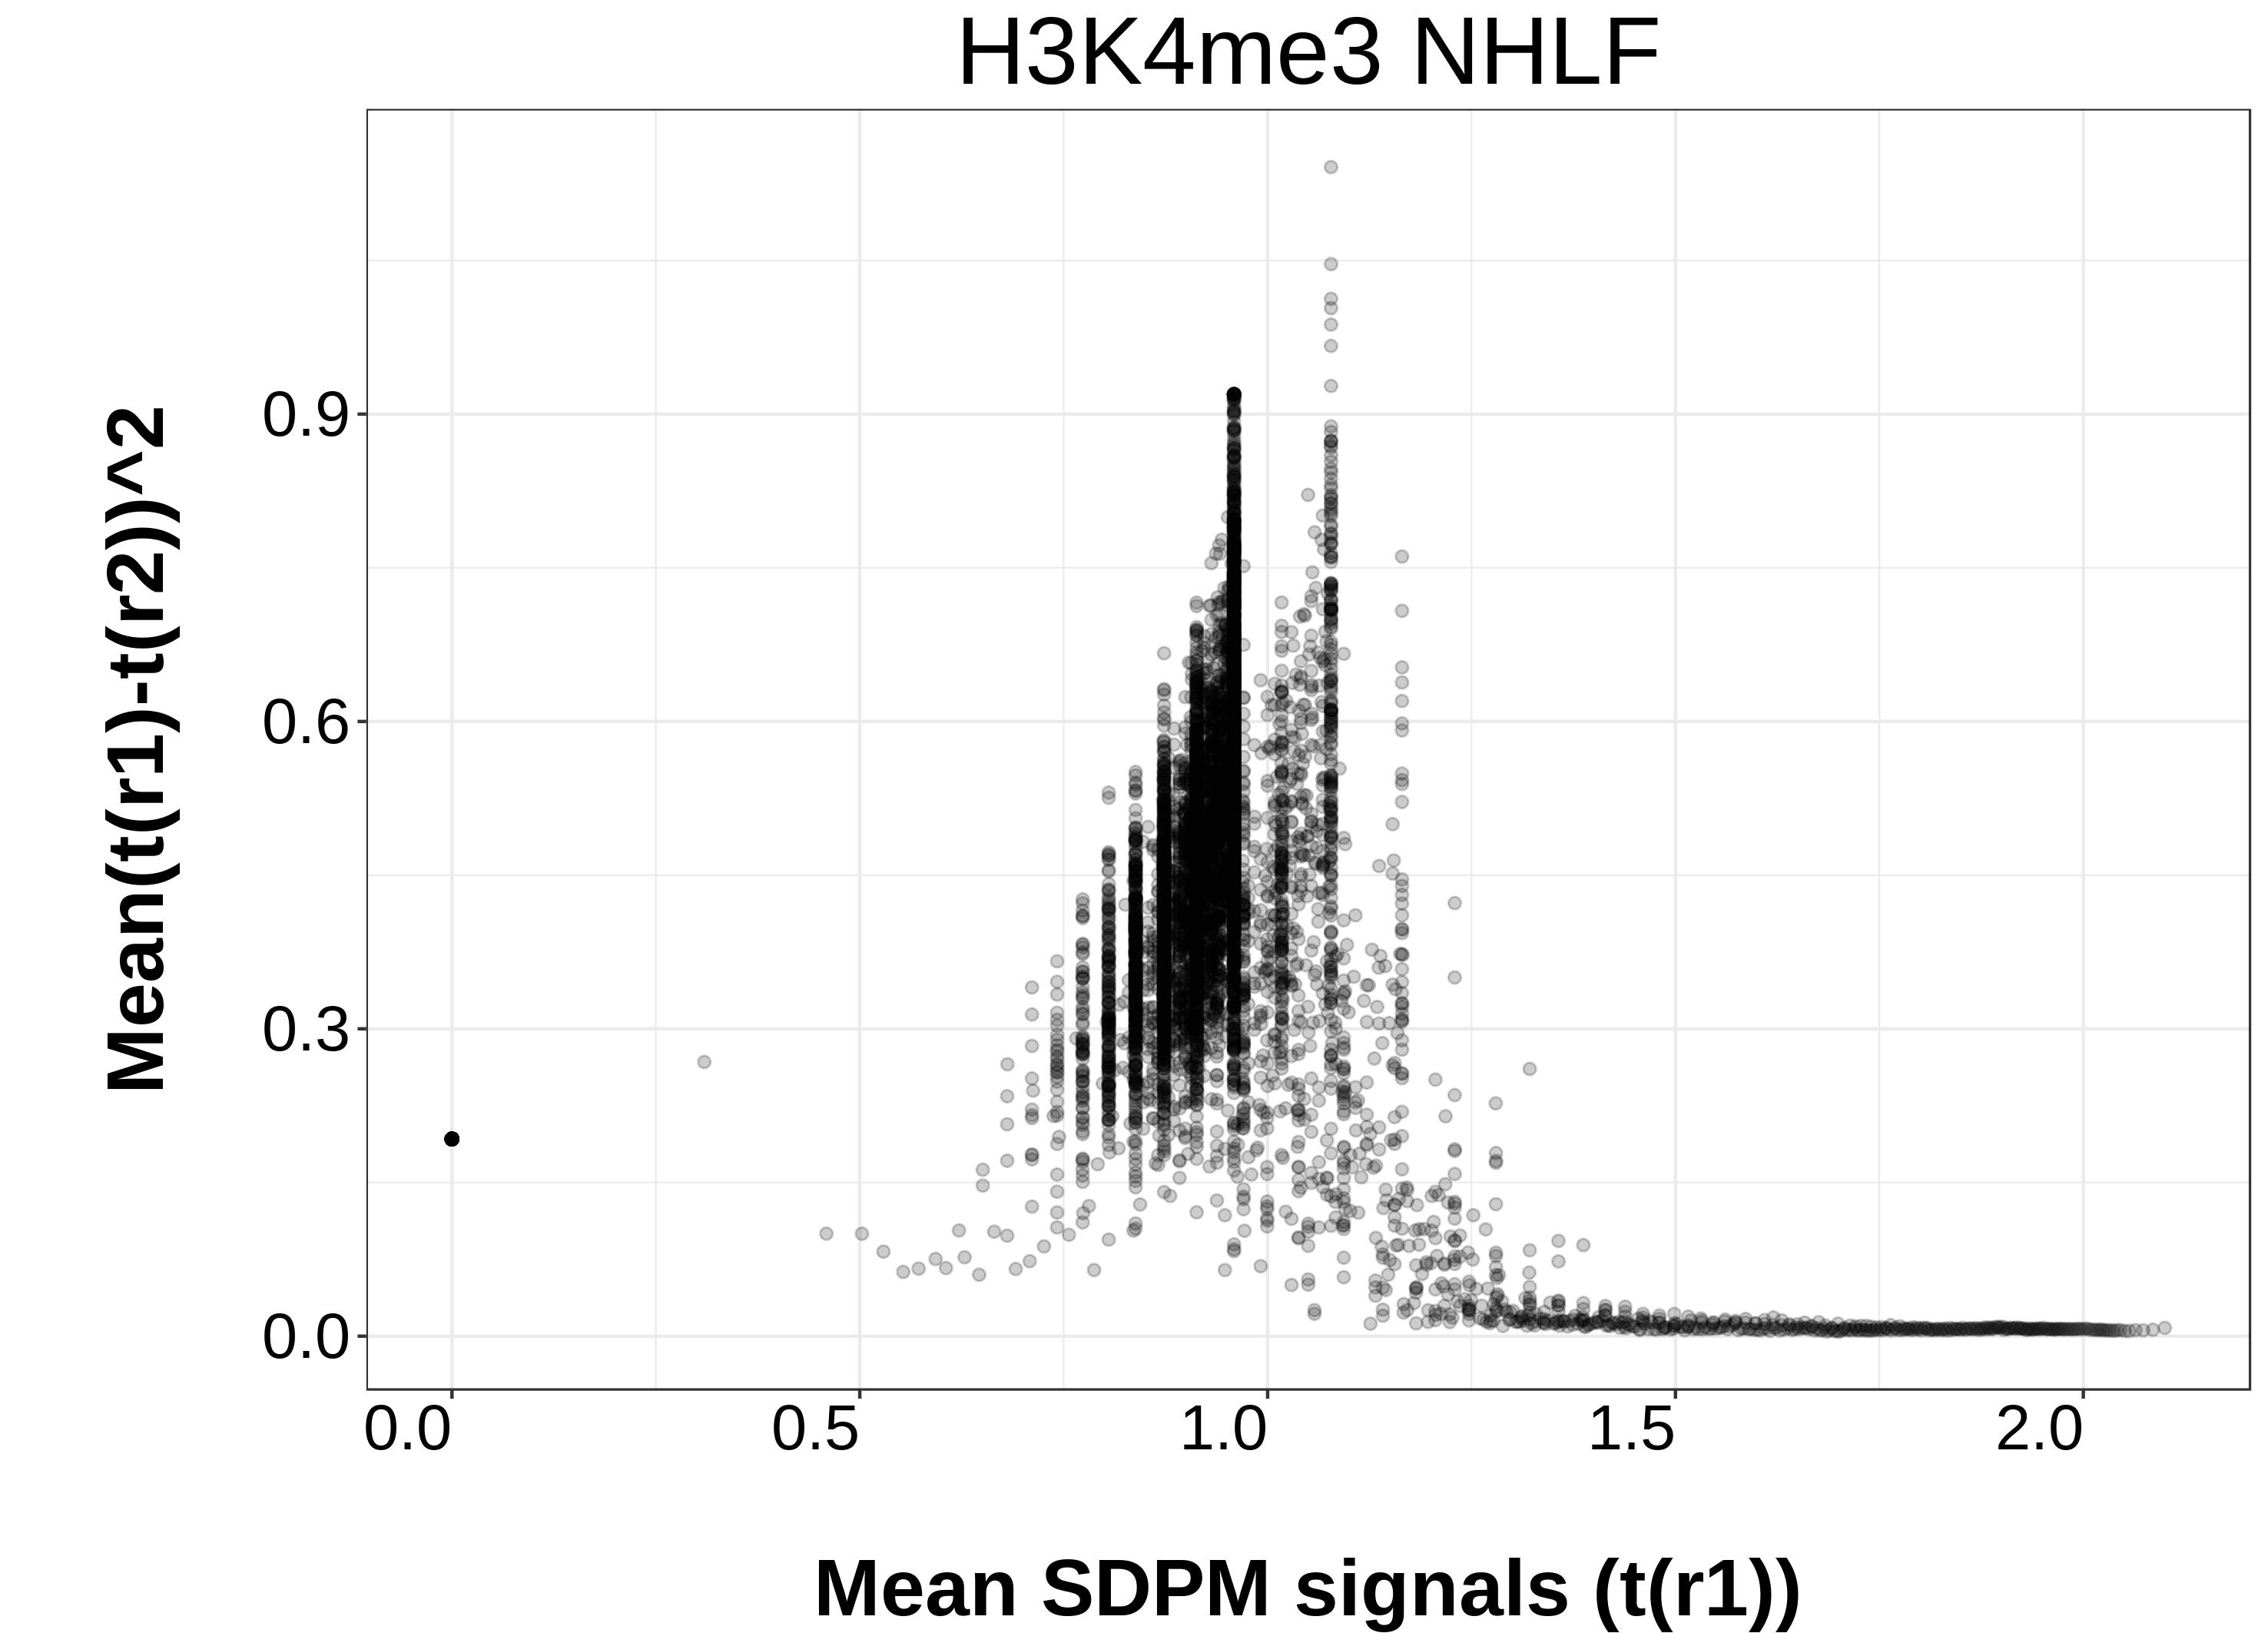 H3K4me3 NHLF
Mean(t(r1)-t(r2))^2
0.9
0.6
0.3
0.0
0.0 0.5 1.0 1.5 2.0
Mean SDPM signals (t(r1))